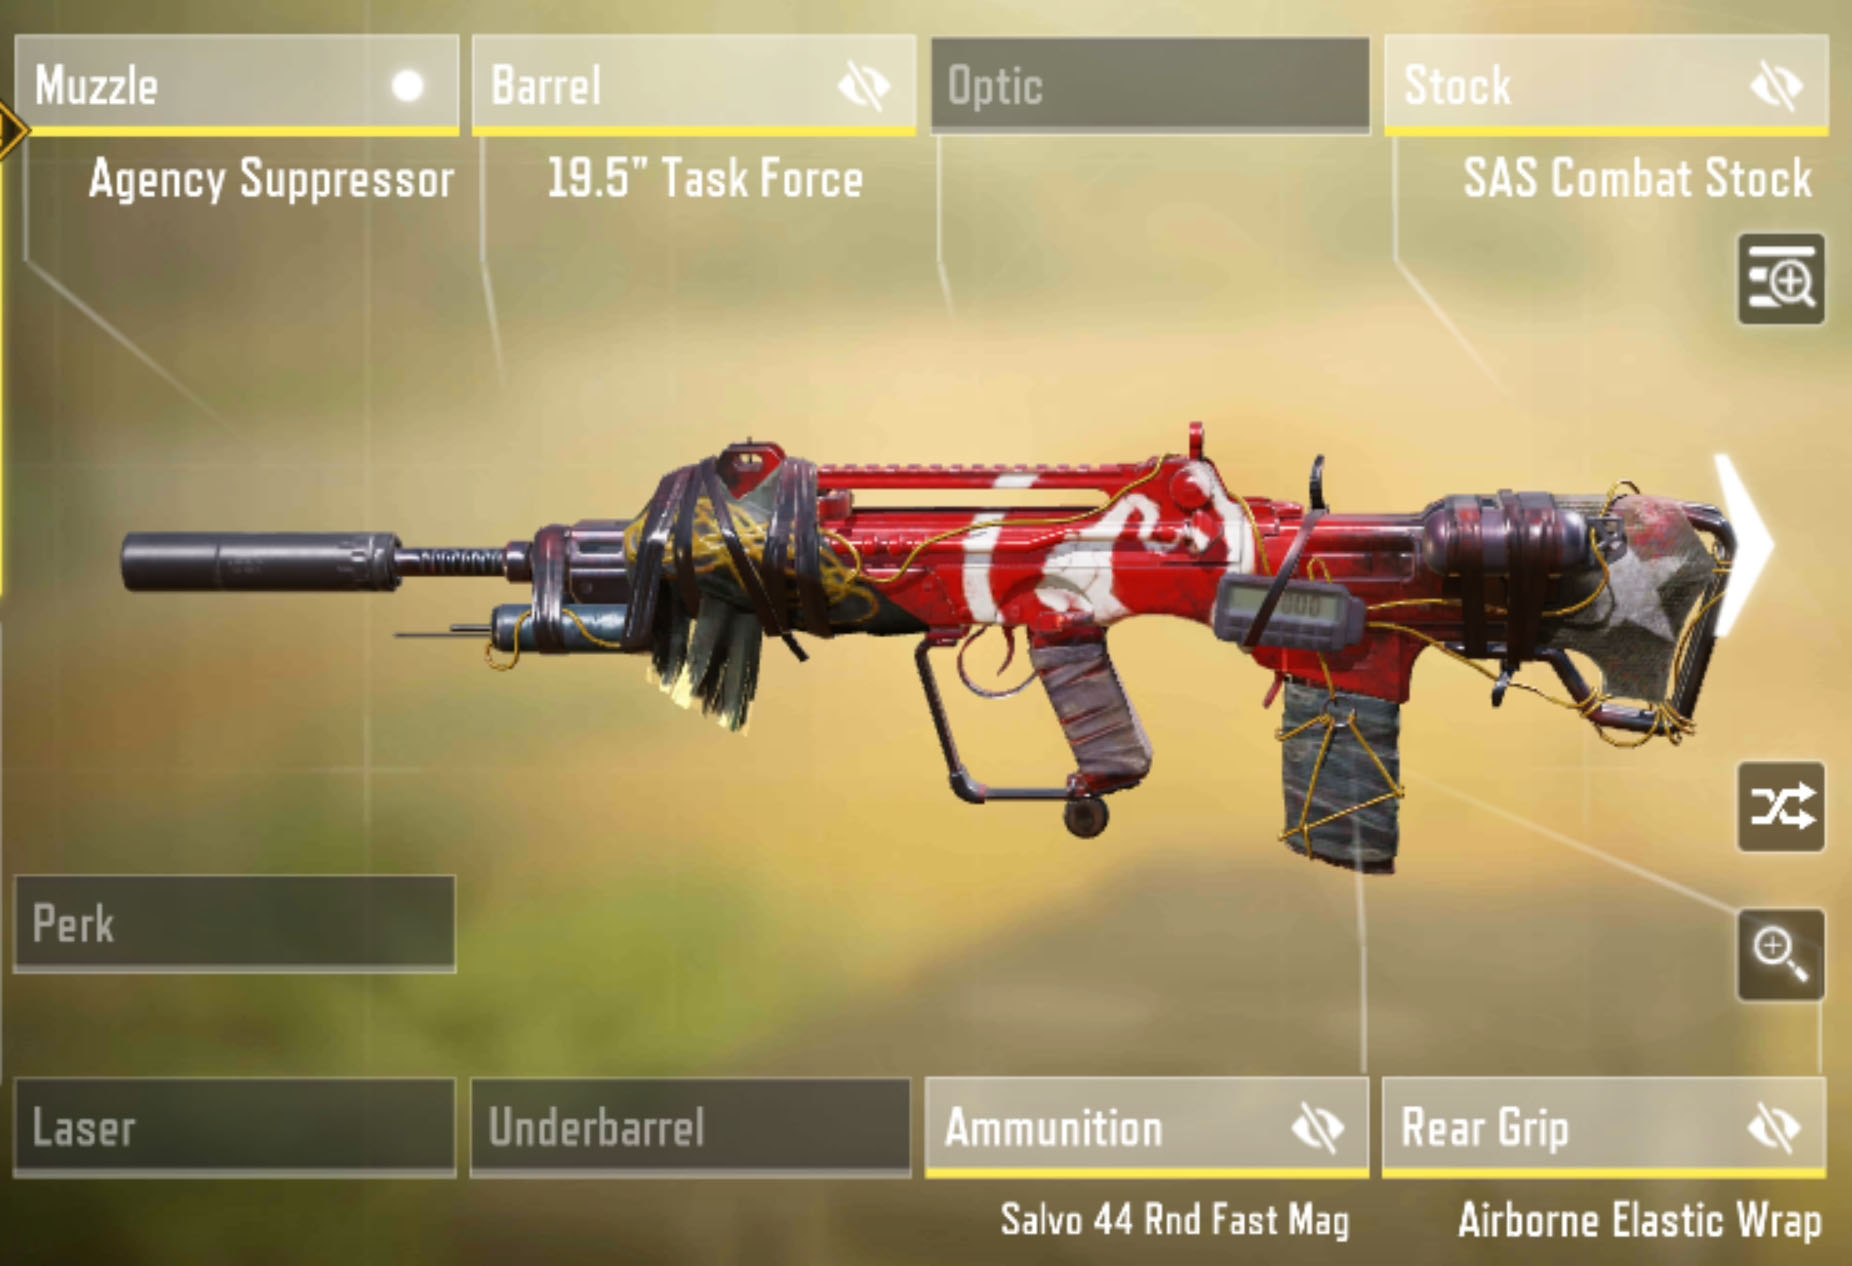 Muzzle
Barrel
Optic
Stock
Agency Suppressor
19.5" Task Force
SAS Combat Stock
000
Perk
Laser
Underbarrel
Ammunition
Rear Grip
Salvo 44 Rnd Fast Mag
Airborne Elastic Wrap